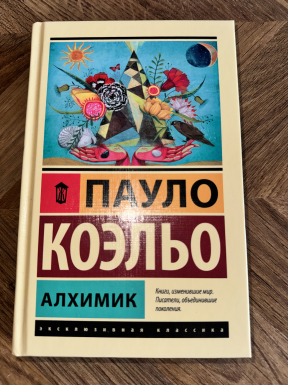 ПАУЛО
КОЭЛЬО
АЛХИМИК
Книги, изменившие мир.
Писатели, объединившие
поколения.
ЭКСКЛЮЗИВНАЯ КЛАССИКА